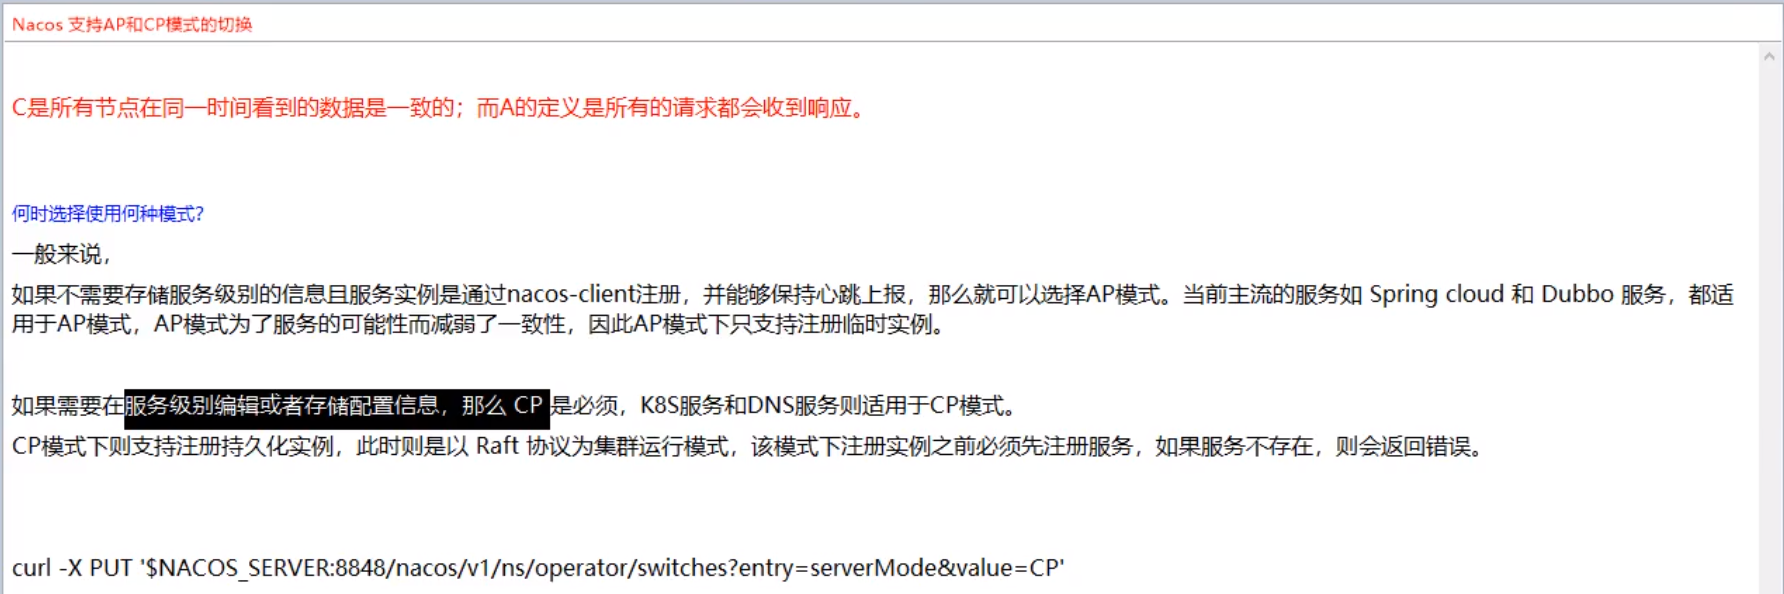 Nacos 支持AP和CP模式的切换
C是所有节点在同一时间看到的数据是一致的；而A的定义是所有的请求都会收到响应。
何时选择使用何种模式？
一般来说，
如果不需要存储服务级别的信息且服务实例是通过nacos-client注册，并能够保持心跳上报，那么就可以选择AP模式。当前主流的服务如 Spring cloud 和 Dubbo 服务，都适
用于AP模式，AP模式为了服务的可能性而减弱了一致性，因此AP模式下只支持注册临时实例。
如果需要在服务级别编辑或者存储配置信息，那么 CP 是必须，K8S服务和DNS服务则适用于CP模式。
CP模式下则支持注册持久化实例，此时则是以 Raft 协议为集群运行模式，该模式下注册实例之前必须先注册服务，如果服务不存在，则会返回错误。
curl -X PUT '$NACOS_SERVER:8848/nacos/v1/ns/operator/switches?entry=serverMode&value=CP'